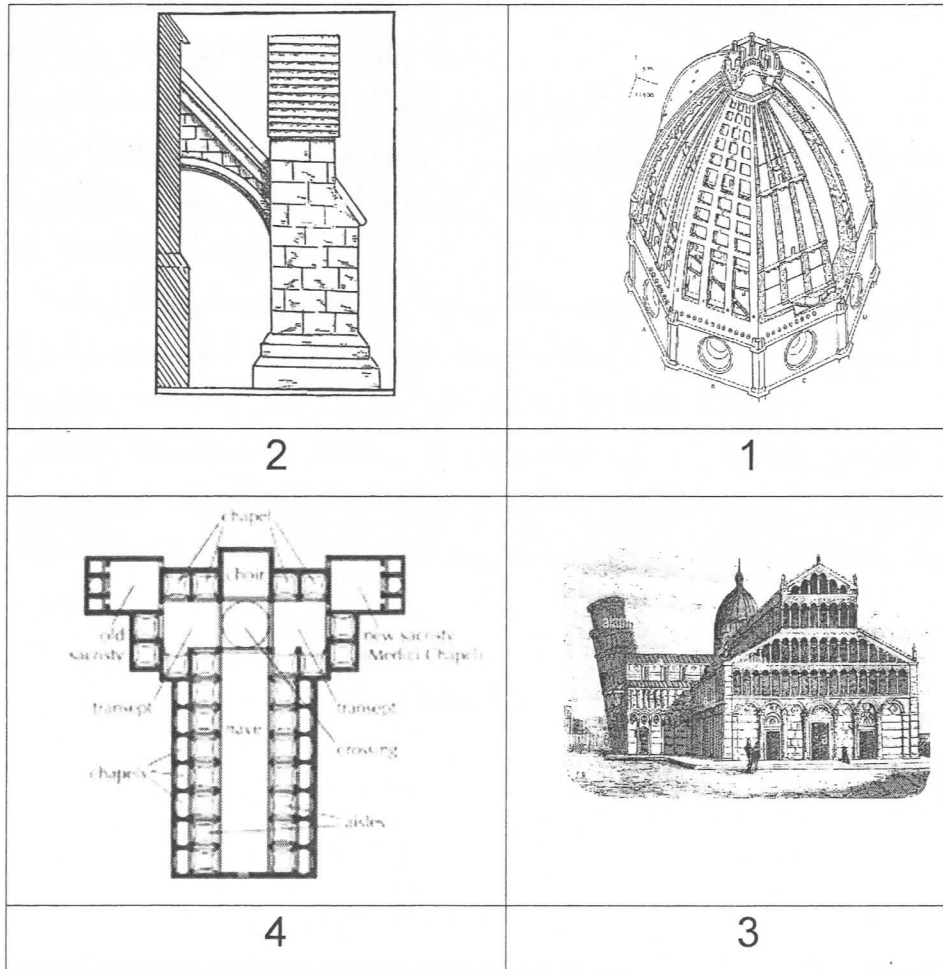 2
1
chapel
choir
old
sacristy
new sacristy
(Medici Chapel)
transept
nave
transept
crossing
chapels
aisles
4
3